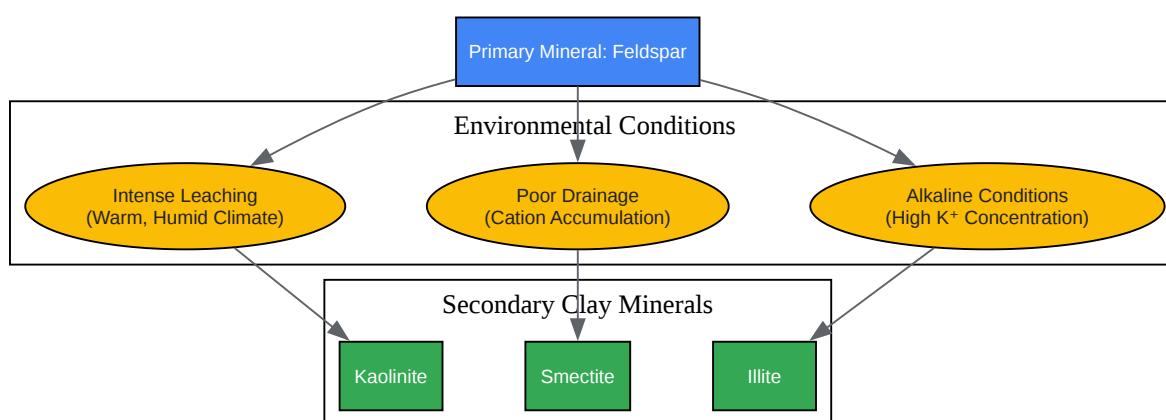 Primary Mineral: Feldspar
Environmental Conditions
Intense Leaching
(Warm, Humid Climate)
Poor Drainage
(Cation Accumulation)
Alkaline Conditions
(High K⁺ Concentration)
Secondary Clay Minerals
Kaolinite
Smectite
Illite